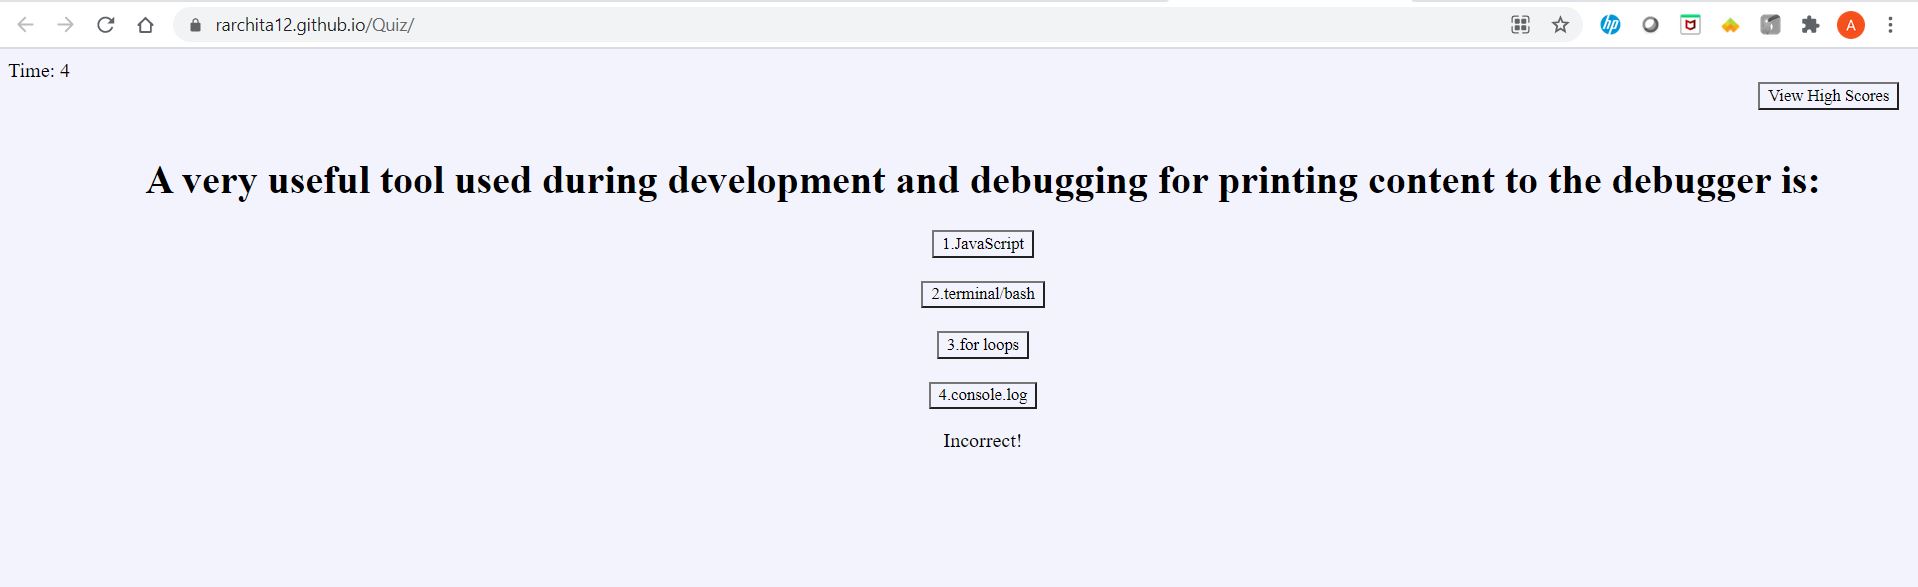 rarchita12.github.io/Quiz/
hp
A
Time: 4
View High Scores
A very useful tool used during development and debugging for printing content to the debugger is:
1.JavaScript
2.terminal/bash
3.for loops
4.console.log
Incorrect!